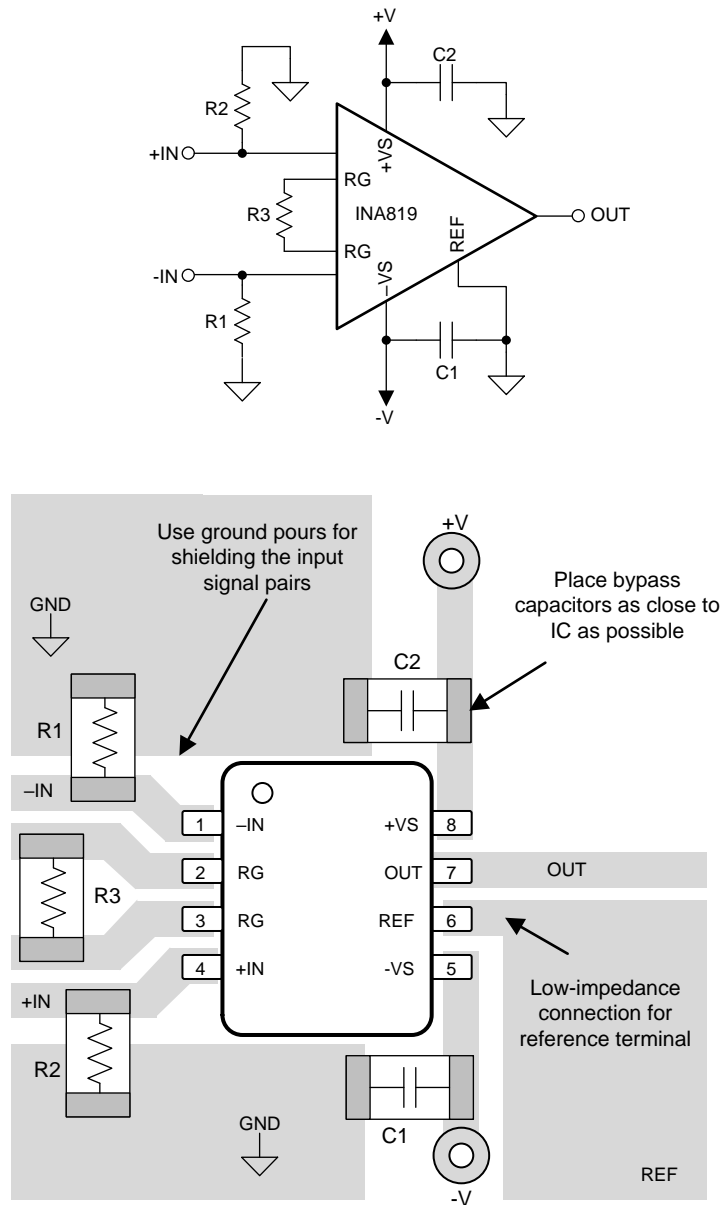 +V
C2
R2
+IN
+VS
RG
R3
INA819
OUT
REF
RG
-IN
–VS
R1
C1
-V
Use ground pours for
shielding the input
signal pairs
+V
Place bypass
capacitors as close to
IC as possible
GND
C2
R1
–IN
1
–IN
+VS
8
2
RG
OUT
7
OUT
R3
3
RG
REF
6
4
+IN
-VS
5
+IN
Low-impedance
connection for
reference terminal
R2
GND
C1
REF
-V